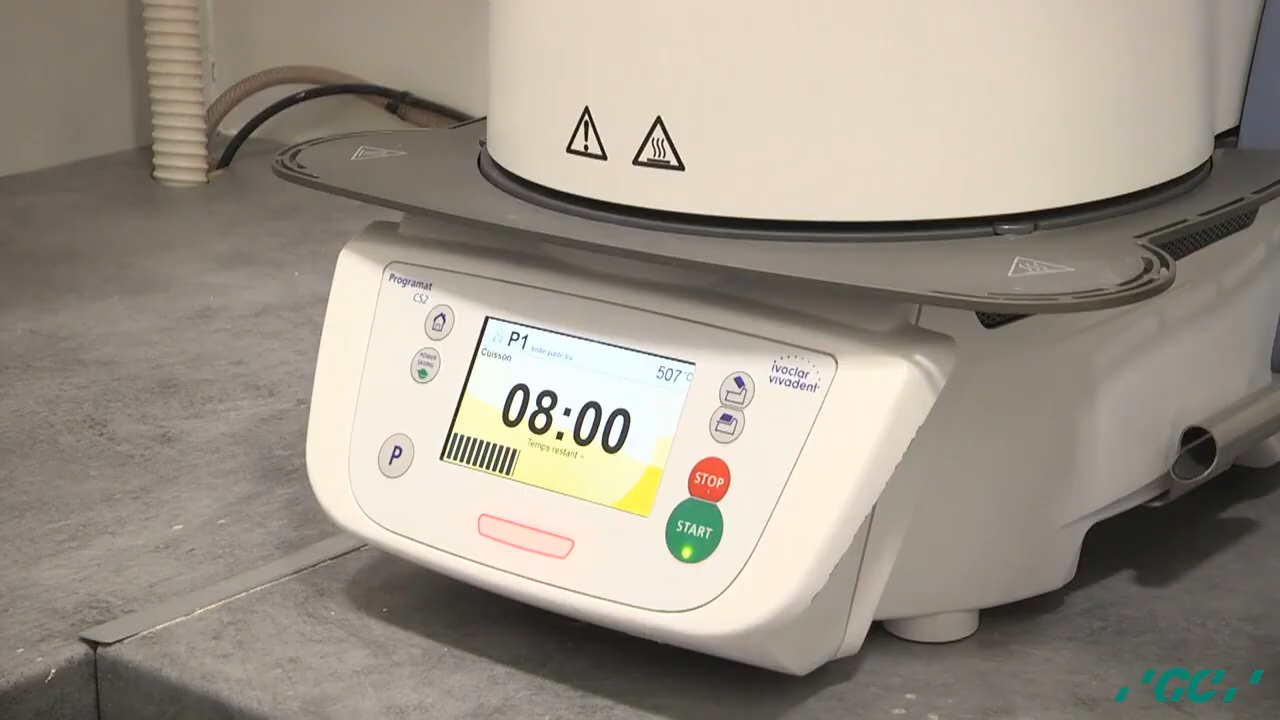 Programat
CS2
POWER
SAVING
P
P1
Cuisson
507 °C
08:00
Temps restant ~
ivoclar
vivadent
STOP
START
GC